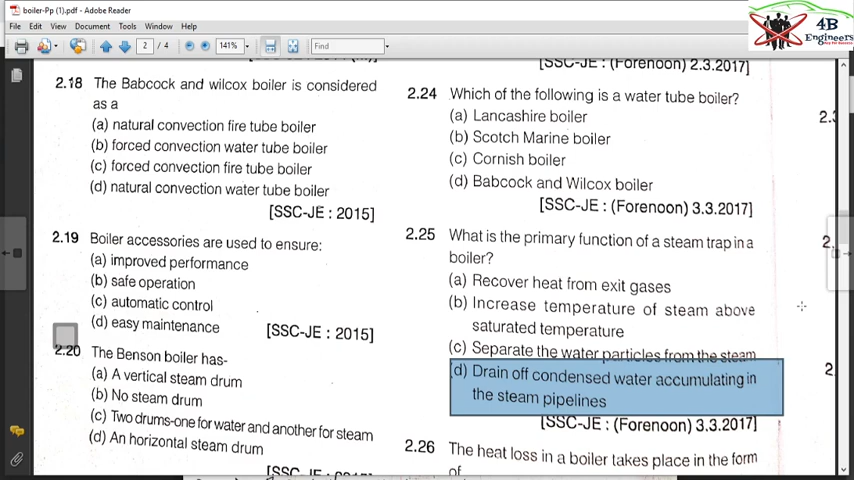 boiler-Pp (1).pdf - Adobe Reader
File Edit View Document Tools Window Help
2 / 4 141% Find
4B
Engineers
2.18 The Babcock and wilcox boiler is considered
as a
(a) natural convection fire tube boiler
(b) forced convection water tube boiler
(c) forced convection fire tube boiler
(d) natural convection water tube boiler
[SSC-JE : 2015]
2.19 Boiler accessories are used to ensure:
(a) improved performance
(b) safe operation
(c) automatic control
(d) easy maintenance [SSC-JE : 2015]
2.20 The Benson boiler has-
(a) A vertical steam drum
(b) No steam drum
(c) Two drums-one for water and another for steam
(d) An horizontal steam drum
[SSC-JE : (Forenoon) 2.3.2017]
2.24 Which of the following is a water tube boiler?
(a) Lancashire boiler
(b) Scotch Marine boiler
(c) Cornish boiler
(d) Babcock and Wilcox boiler
[SSC-JE : (Forenoon) 3.3.2017]
2.25 What is the primary function of a steam trap in a
boiler?
(a) Recover heat from exit gases
(b) Increase temperature of steam above
saturated temperature
(c) Separate the water particles from the steam
(d) Drain off condensed water accumulating in
the steam pipelines
[SSC-JE : (Forenoon) 3.3.2017]
2.26 The heat loss in a boiler takes place in the form
of